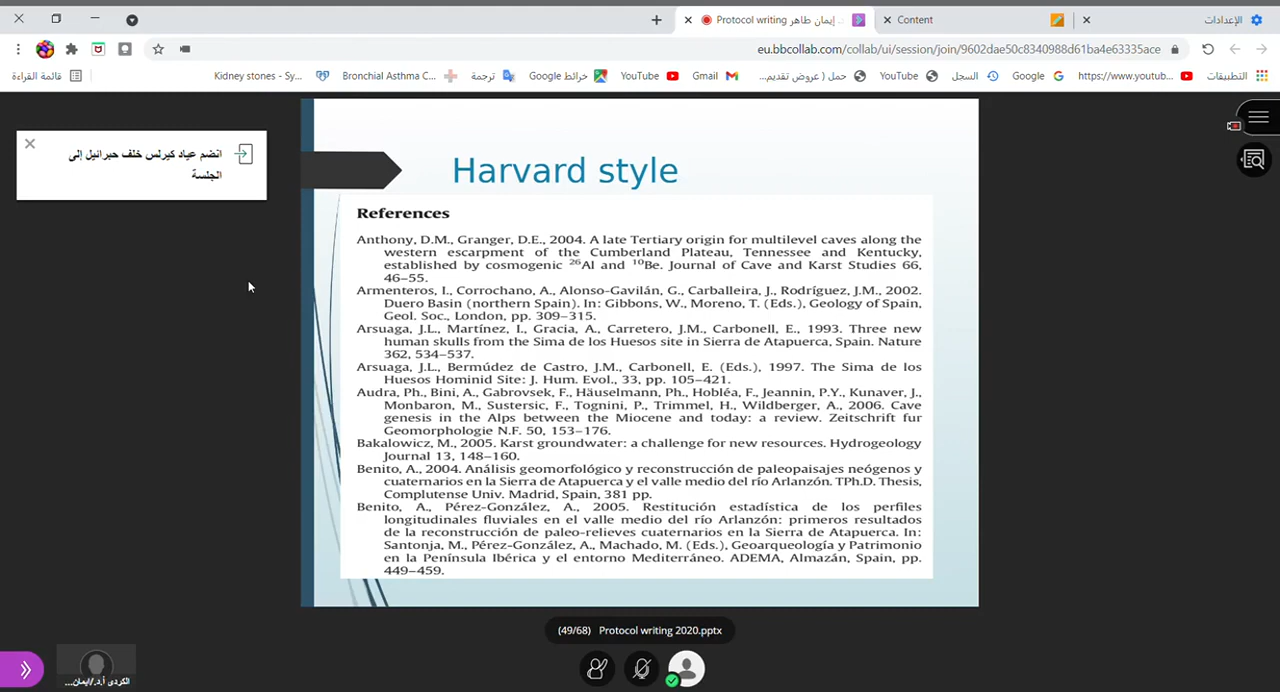 Protocol writing إيمان طاهر ...
Content
الإعدادات
eu.bbcollab.com/collab/ui/session/join/9602dae50c8340988d61ba4e63335ace
قائمة القراءة
Kidney stones - Sy...
Bronchial Asthma C...
ترجمة
خرائط Google
YouTube
Gmail
حمل ( عروض تقديم...
YouTube
السجل
Google
https://www.youtub...
التطبيقات
انضم عياد كيرلس خلف حبرائيل إلى
الجلسة
Harvard style
References
Anthony, D.M., Granger, D.E., 2004. A late Tertiary origin for multilevel caves along the
western escarpment of the Cumberland Plateau, Tennessee and Kentucky,
established by cosmogenic ²⁶Al and ¹⁰Be. Journal of Cave and Karst Studies 66,
46–55.
Armenteros, I., Corrochano, A., Alonso-Gavilán, G., Carballeira, J., Rodríguez, J.M., 2002.
Duero Basin (northern Spain). In: Gibbons, W., Moreno, T. (Eds.), Geology of Spain,
Geol. Soc., London, pp. 309–315.
Arsuaga, J.L., Martínez, I., Gracia, A., Carretero, J.M., Carbonell, E., 1993. Three new
human skulls from the Sima de los Huesos site in Sierra de Atapuerca, Spain. Nature
362, 534–537.
Arsuaga, J.L., Bermúdez de Castro, J.M., Carbonell, E. (Eds.), 1997. The Sima de los
Huesos Hominid Site: J. Hum. Evol., 33, pp. 105–421.
Audra, Ph., Bini, A., Gabrovsek, F., Häuselmann, Ph., Hobléa, F., Jeannin, P.Y., Kunaver, J.,
Monbaron, M., Sustersic, F., Tognini, P., Trimmel, H., Wildberger, A., 2006. Cave
genesis in the Alps between the Miocene and today: a review. Zeitschrift fur
Geomorphologie N.F. 50, 153–176.
Bakalowicz, M., 2005. Karst groundwater: a challenge for new resources. Hydrogeology
Journal 13, 148–160.
Benito, A., 2004. Análisis geomorfológico y reconstrucción de paleopaisajes neógenos y
cuaternarios en la Sierra de Atapuerca y el valle medio del río Arlanzón. TPh.D. Thesis,
Complutense Univ. Madrid, Spain, 381 pp.
Benito, A., Pérez-González, A., 2005. Restitución estadística de los perfiles
longitudinales fluviales en el valle medio del río Arlanzón: primeros resultados
de la reconstrucción de paleo-relieves cuaternarios en la Sierra de Atapuerca. In:
Santonja, M., Pérez-González, A., Machado, M. (Eds.), Geoarqueología y Patrimonio
en la Península Ibérica y el entorno Mediterráneo. ADEMA, Almazán, Spain, pp.
449–459.
(49/68) Protocol writing 2020.pptx
الكردى أ.د./ايمان...